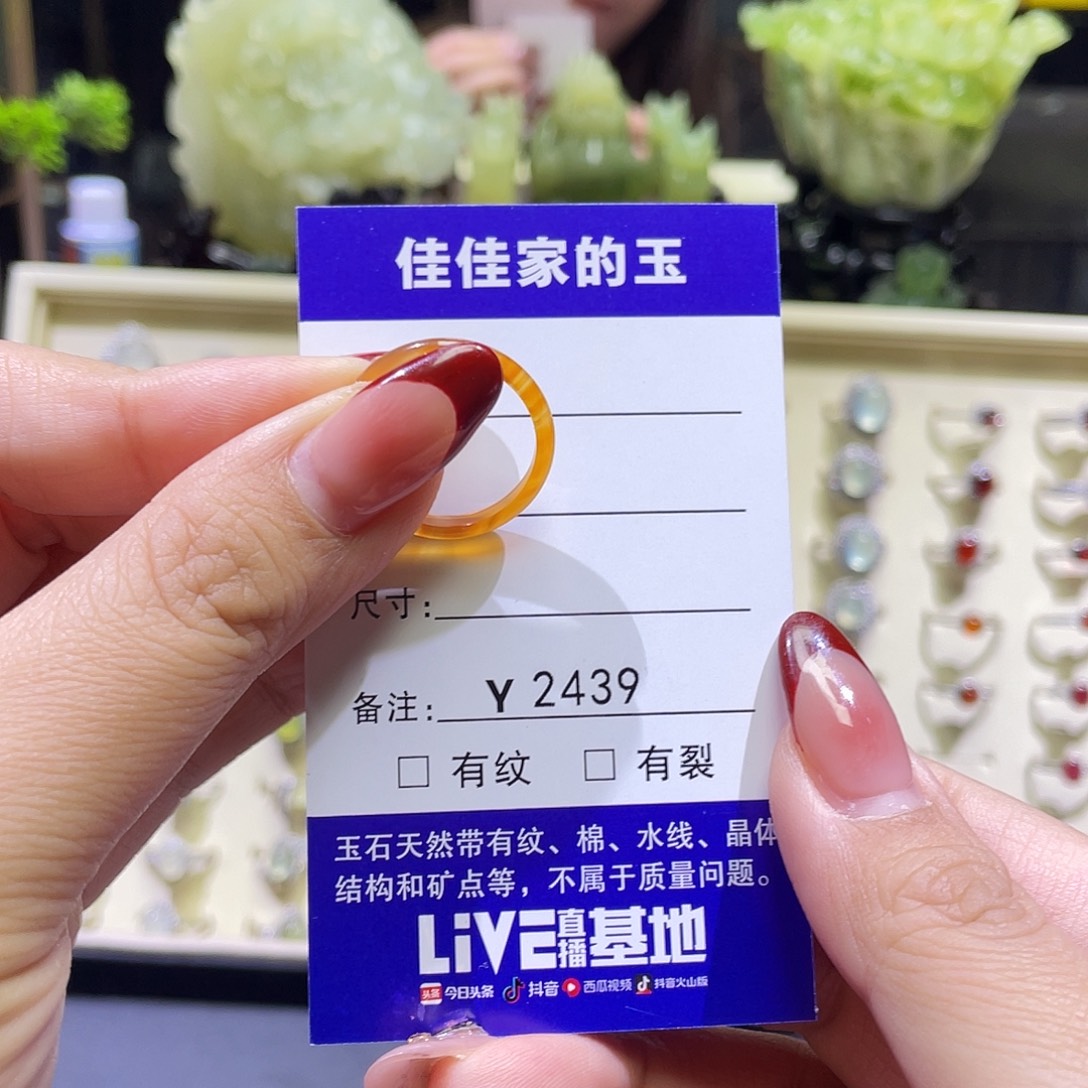 佳佳家的玉
尺寸:
备注: Y 2439
□ 有纹 □ 有裂
玉石天然带有纹、棉、水线、晶体
结构和矿点等，不属于质量问题。
LiVE直播基地
头条 今日头条 抖音 西瓜视频 抖音火山版